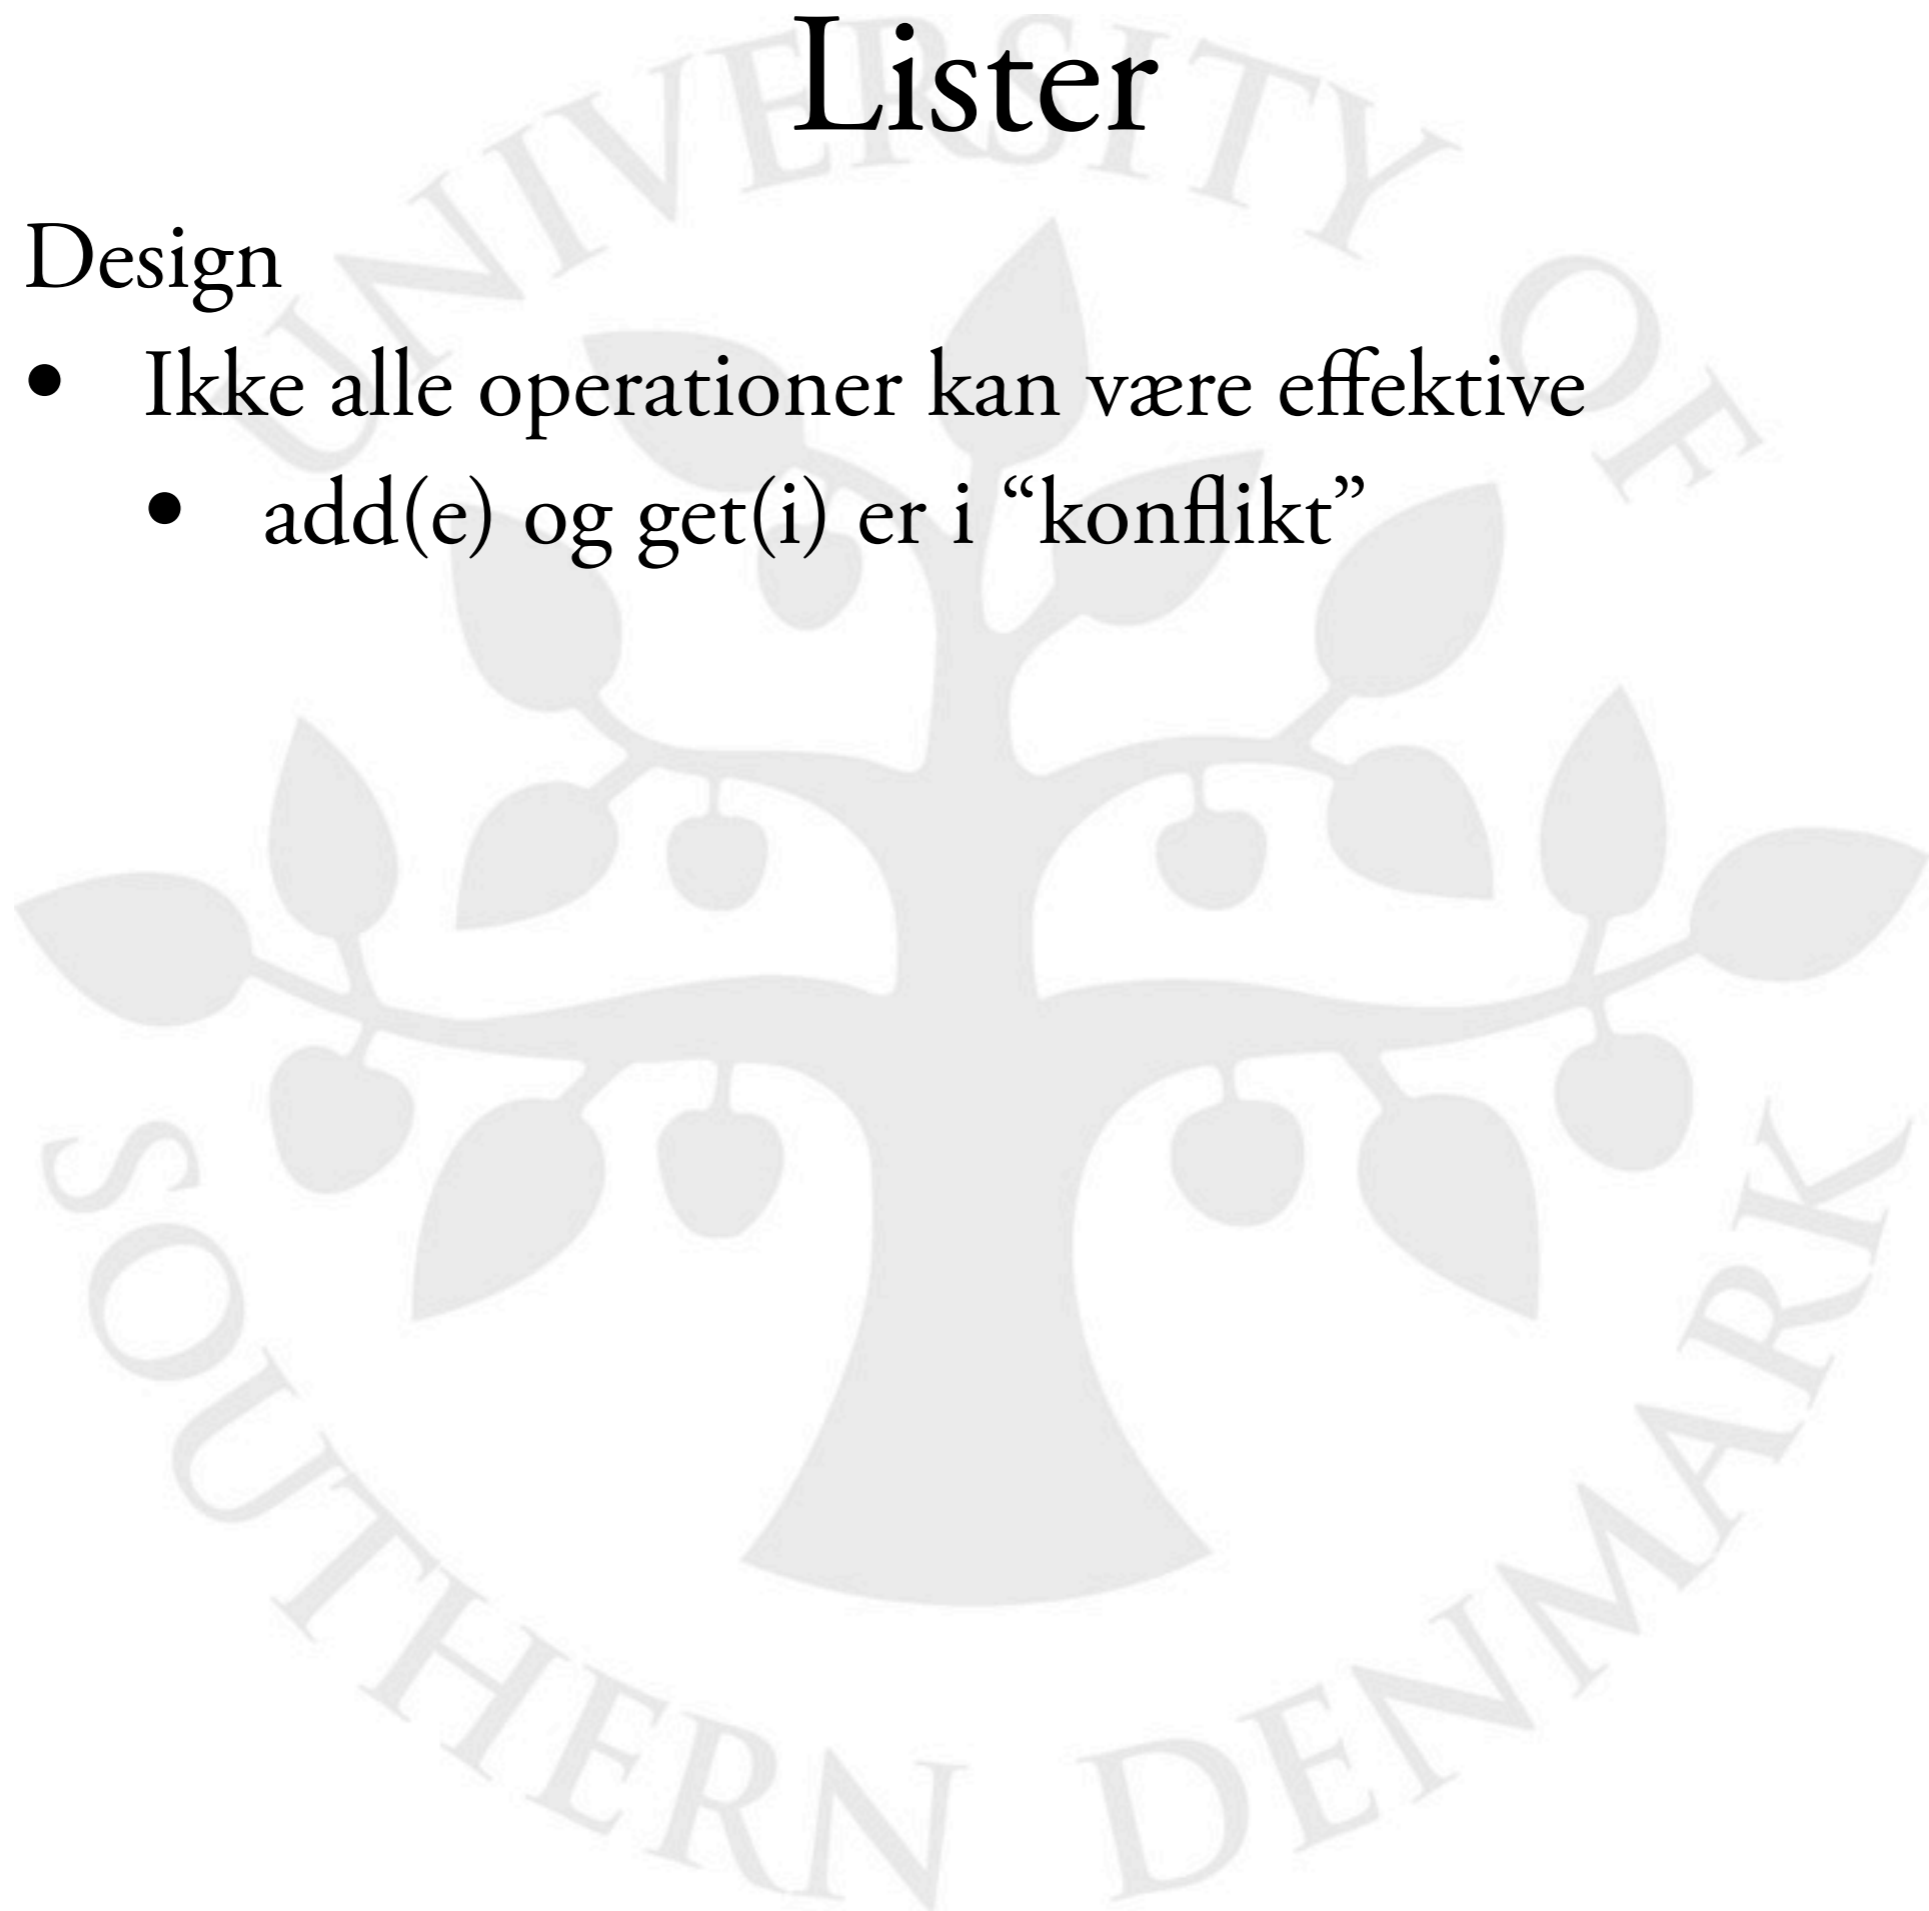 Lister
Design
• Ikke alle operationer kan være effektive
• add(e) og get(i) er i “konflikt”
UNIVERSITY OF
SOUTHERN DENMARK